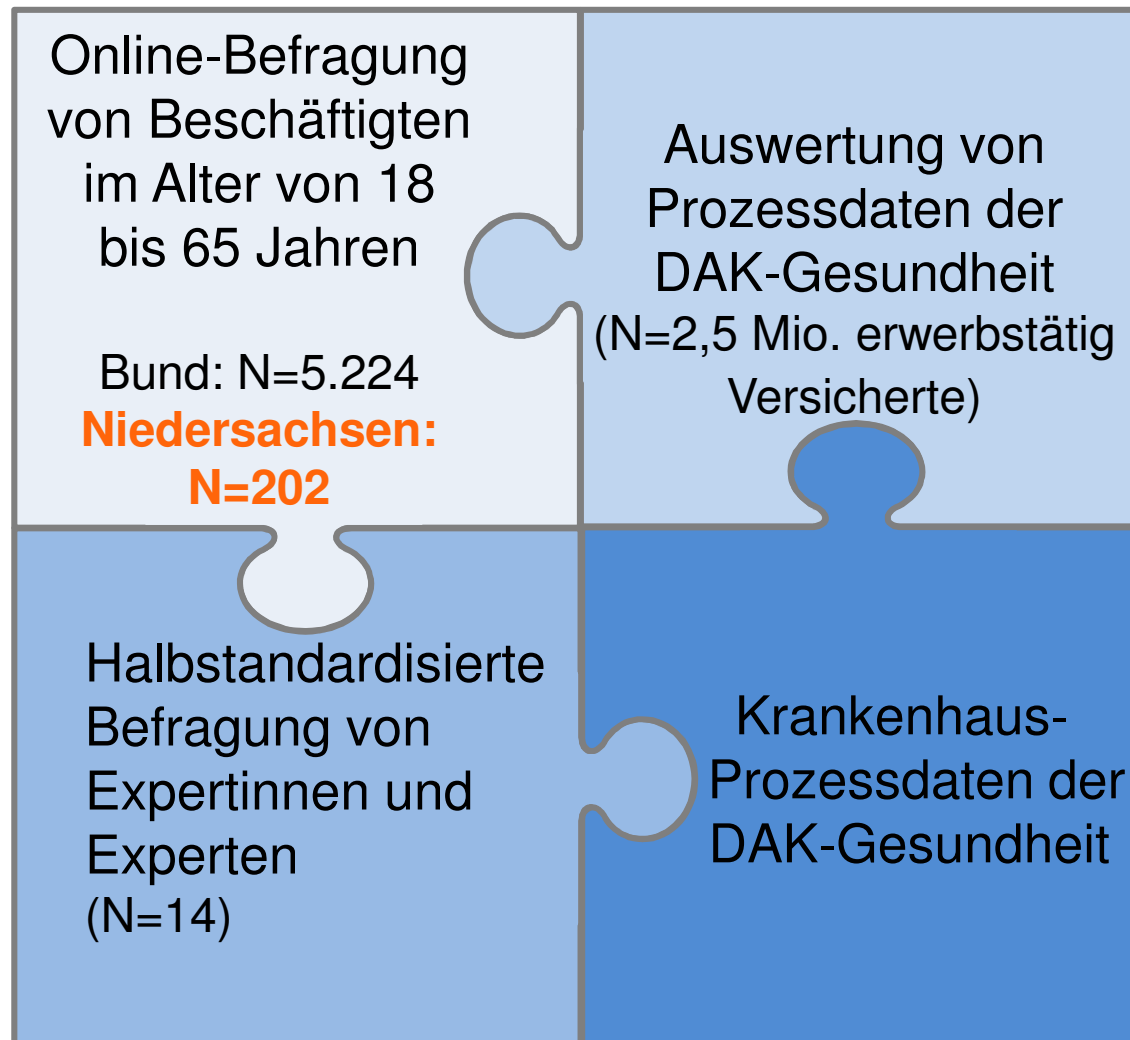 Online-Befragung
von Beschäftigten
im Alter von 18
bis 65 Jahren
Bund: N=5.224
Niedersachsen:
N=202
Auswertung von
Prozessdaten der
DAK-Gesundheit
(N=2,5 Mio. erwerbstätig
Versicherte)
Halbstandardisierte
Befragung von
Expertinnen und
Experten
(N=14)
Krankenhaus-
Prozessdaten der
DAK-Gesundheit